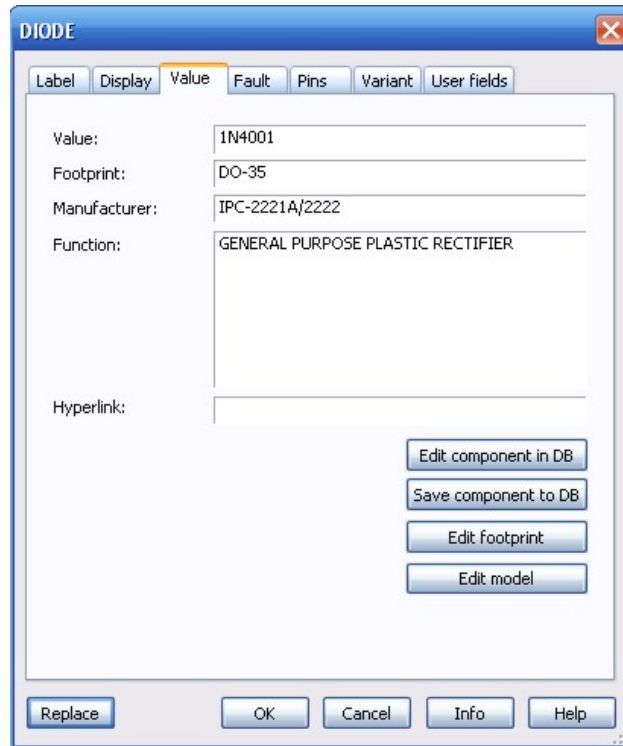 DIODE
Label Display Value Fault Pins Variant User fields
Value: 1N4001
Footprint: DO-35
Manufacturer: IPC-2221A/2222
Function: GENERAL PURPOSE PLASTIC RECTIFIER
Hyperlink:
Edit component in DB
Save component to DB
Edit footprint
Edit model
Replace OK Cancel Info Help